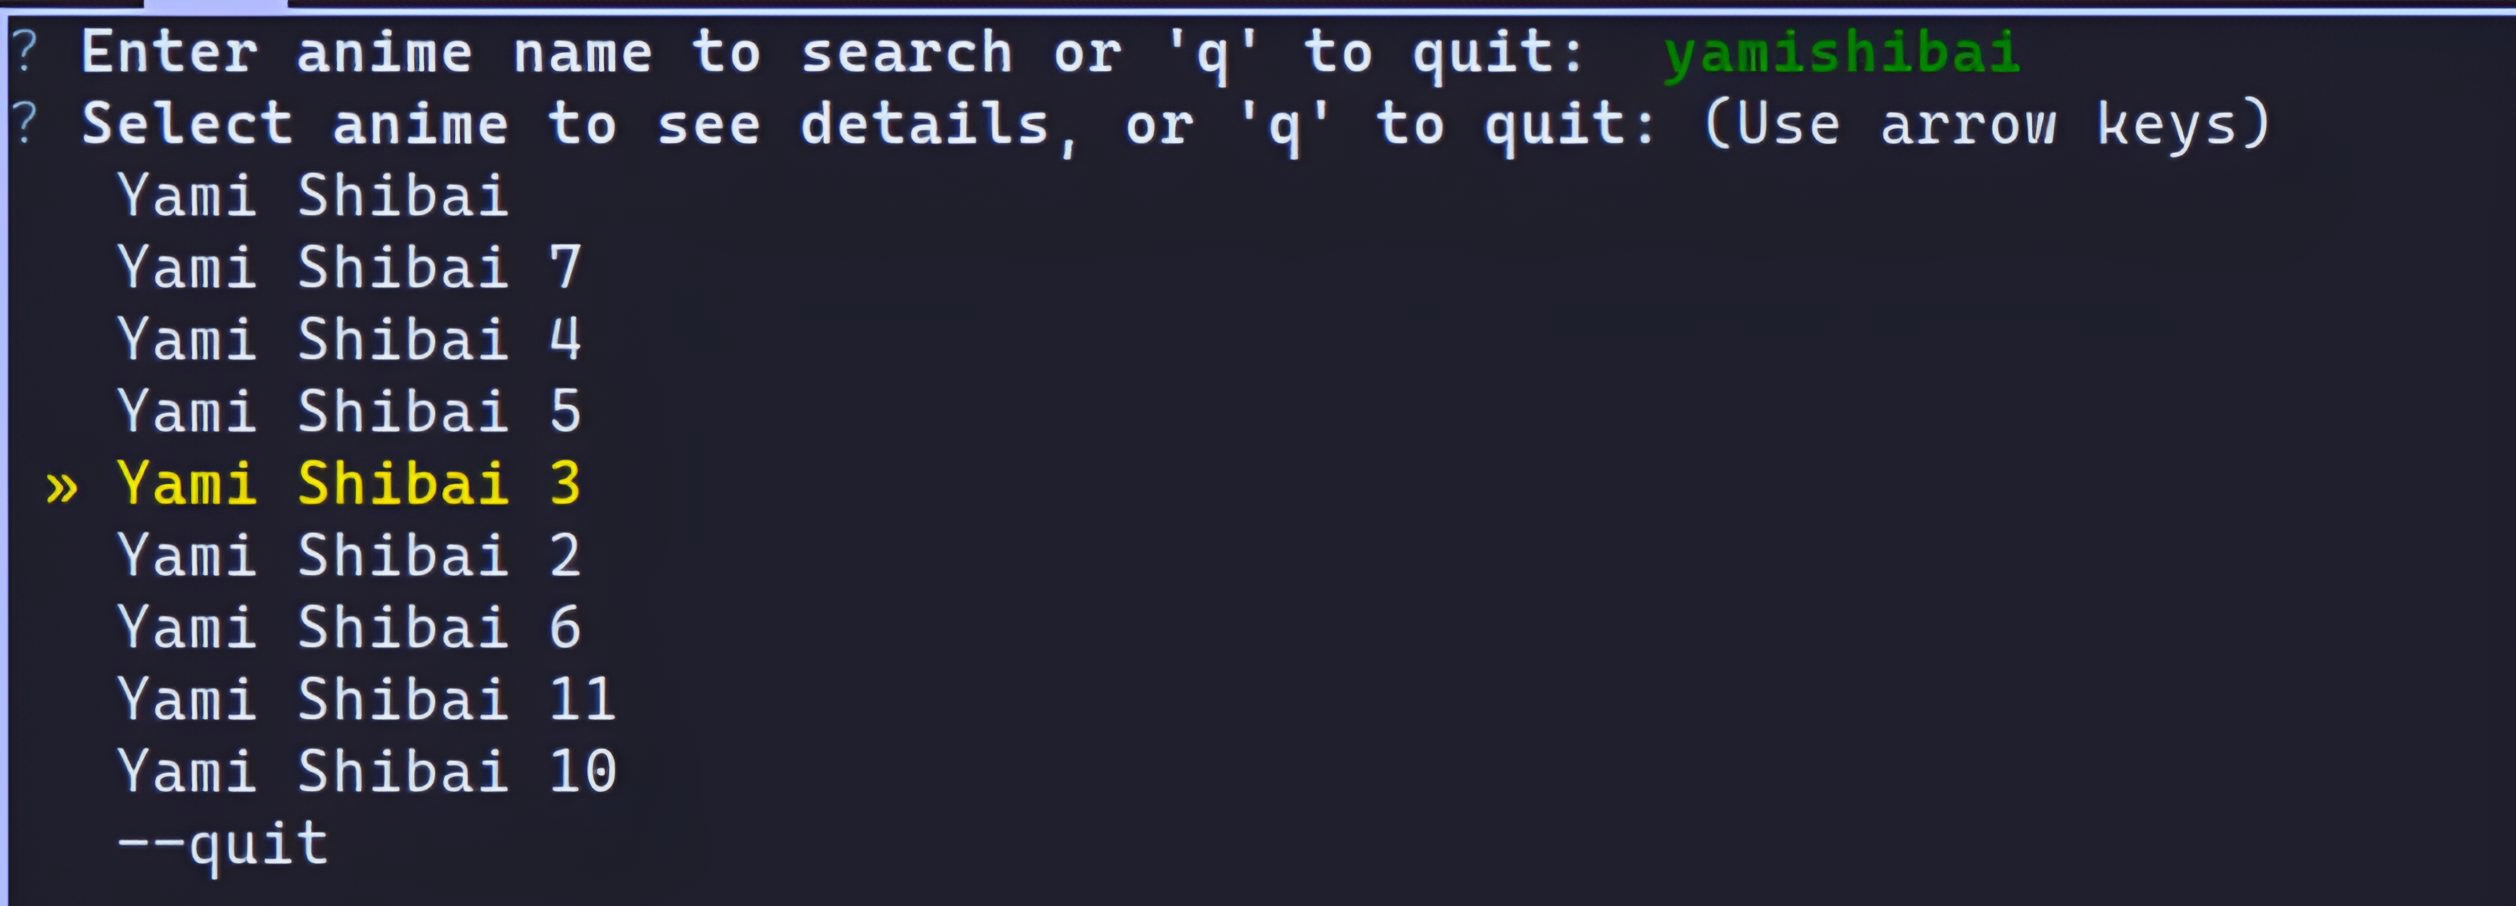 ? Enter anime name to search or 'q' to quit: yamishibai
? Select anime to see details, or 'q' to quit: (Use arrow keys)
Yami Shibai
Yami Shibai 7
Yami Shibai 4
Yami Shibai 5
» Yami Shibai 3
Yami Shibai 2
Yami Shibai 6
Yami Shibai 11
Yami Shibai 10
--quit